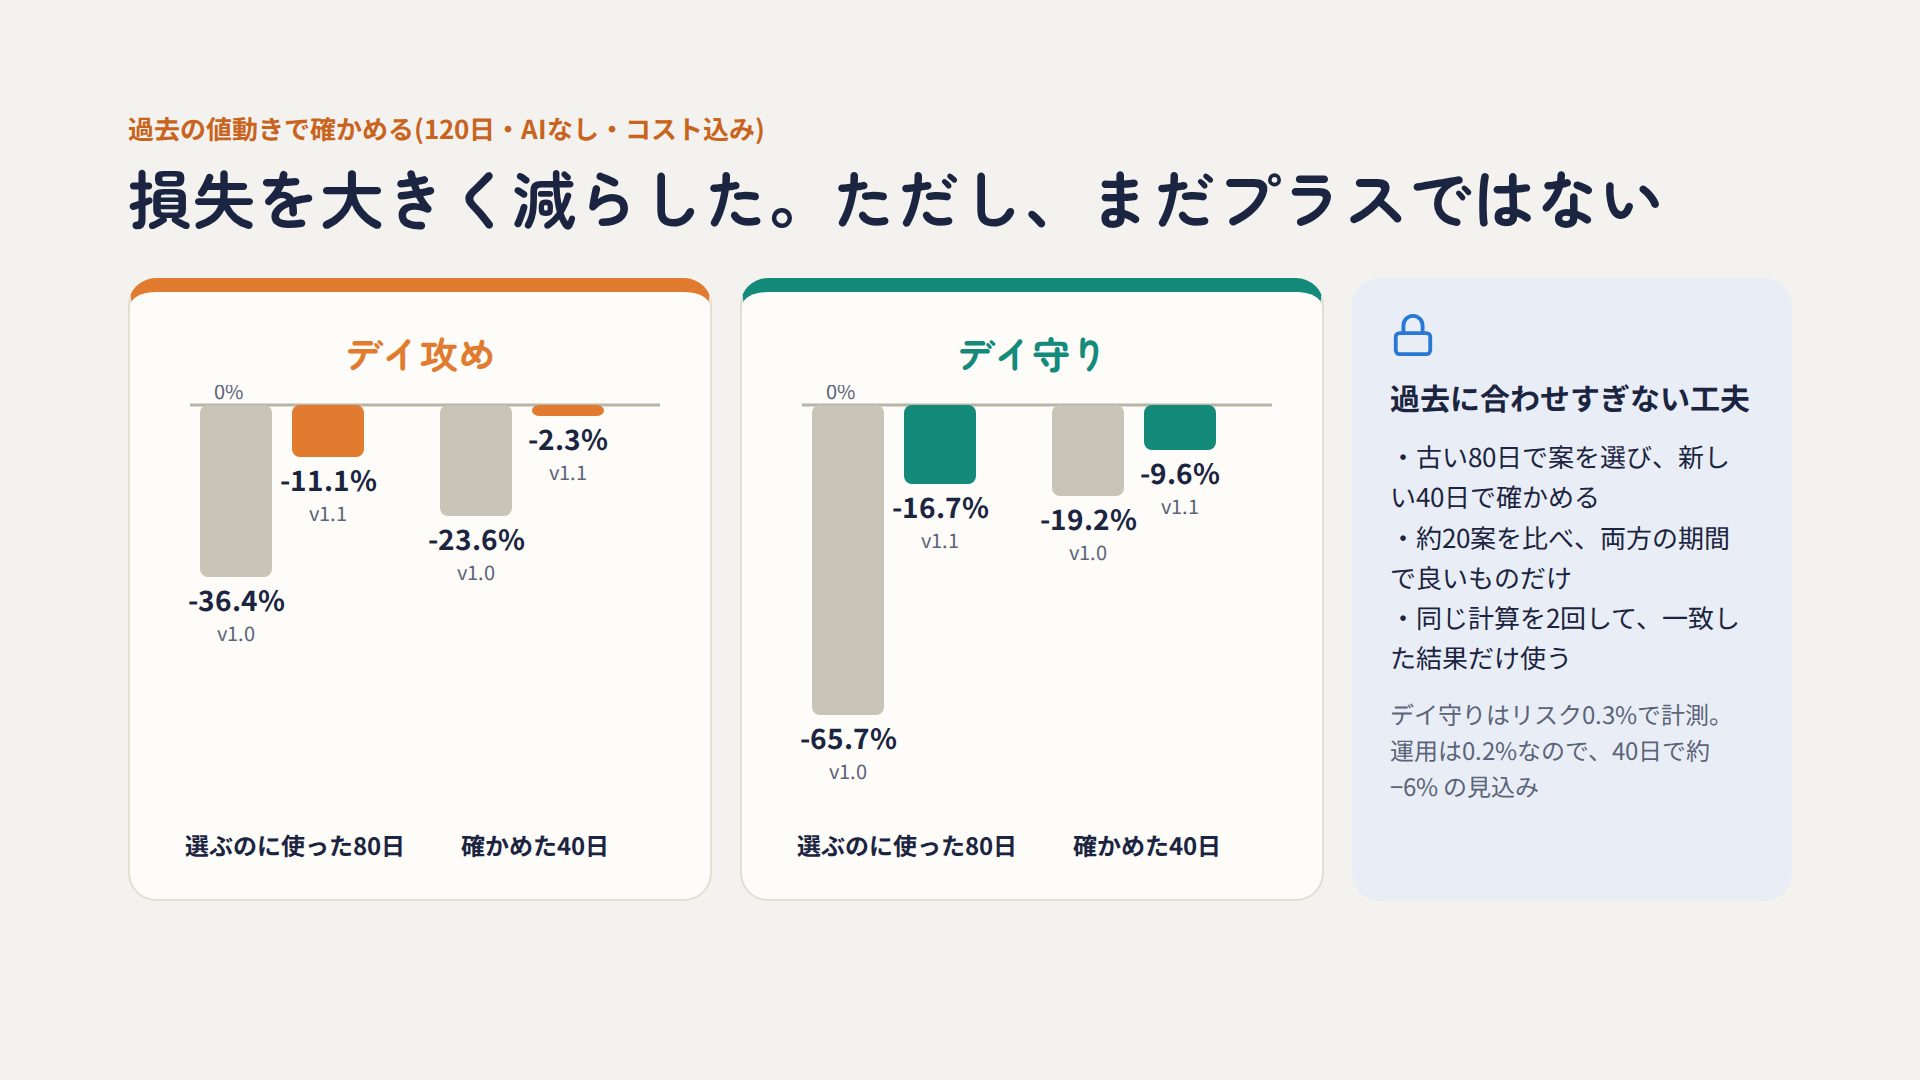 過去の値動きで確かめる(120日・AIなし・コスト込み)
損失を大きく減らした。ただし、まだプラスではない
デイ攻め
0%
-36.4%
v1.0
-11.1%
v1.1
-23.6%
v1.0
-2.3%
v1.1
選ぶのに使った80日
確かめた40日
デイ守り
0%
-65.7%
v1.0
-16.7%
v1.1
-19.2%
v1.0
-9.6%
v1.1
選ぶのに使った80日
確かめた40日
過去に合わせすぎない工夫
・古い80日で案を選び、新し
い40日で確かめる
・約20案を比べ、両方の期間
で良いものだけ
・同じ計算を2回して、一致し
た結果だけ使う
デイ守りはリスク0.3%で計測。
運用は0.2%なので、40日で約
−6% の見込み